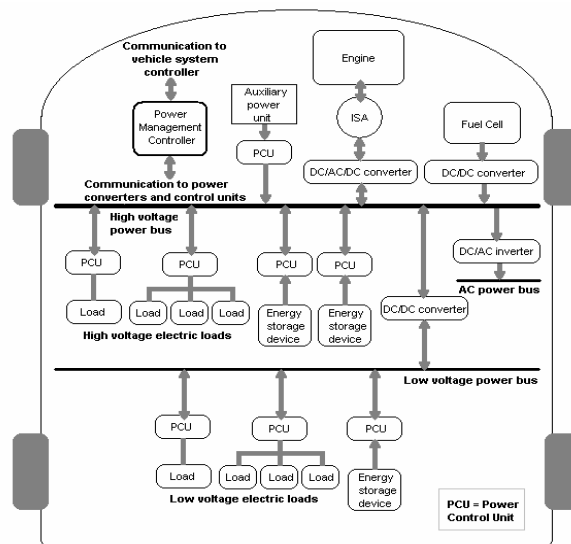 Communication to
vehicle system
controller
Engine
Auxiliary
power
unit
Power
Management
Controller
ISA
Fuel Cell
PCU
DC/AC/DC converter
DC/DC converter
Communication to power
converters and control units
High voltage
power bus
PCU
PCU
PCU
PCU
DC/AC inverter
AC power bus
Load
Load
Load
Load
Energy
storage
device
Energy
storage
device
DC/DC converter
High voltage electric loads
Low voltage power bus
PCU
PCU
PCU
Load
Load
Load
Load
Energy
storage
device
Low voltage electric loads
PCU = Power
Control Unit